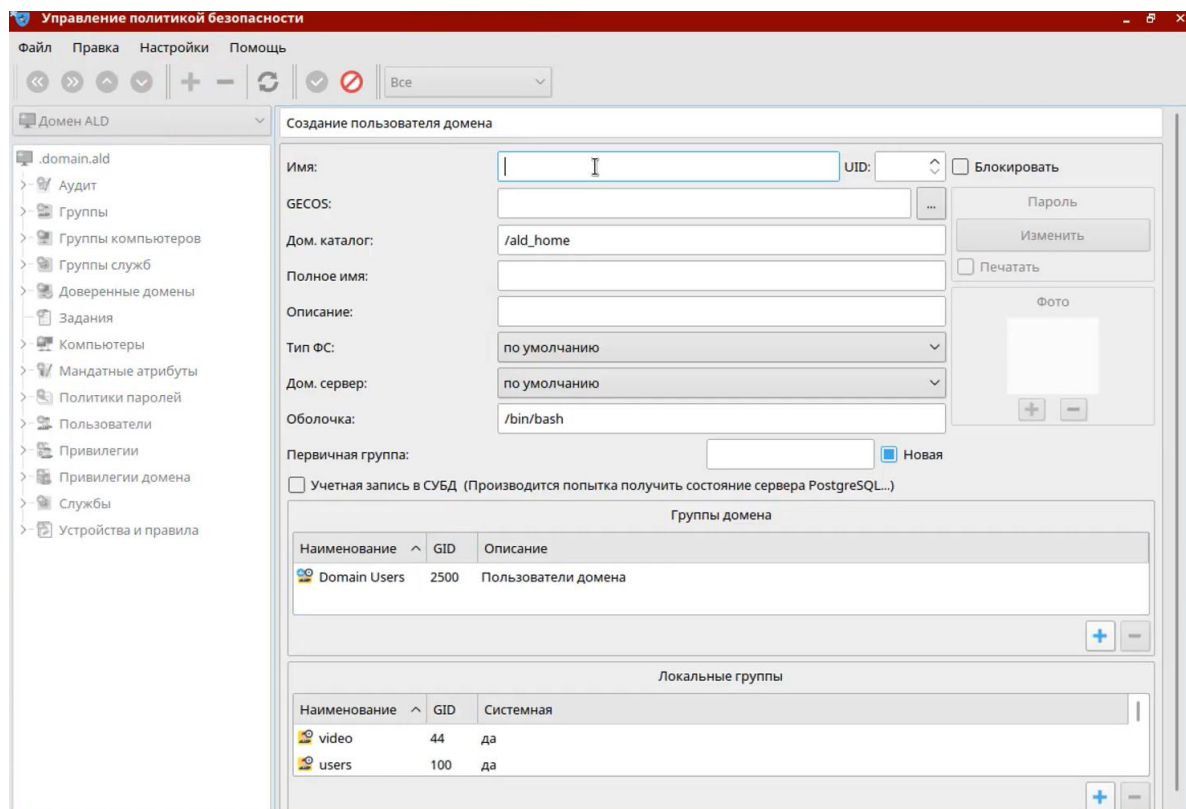 Управление политикой безопасности
Файл Правка Настройки Помощь
Все
Домен ALD
Создание пользователя домена
.domain.ald
Аудит
Группы
Группы компьютеров
Группы служб
Доверенные домены
Задания
Компьютеры
Мандатные атрибуты
Политики паролей
Пользователи
Привилегии
Привилегии домена
Службы
Устройства и правила
Имя: UID: Блокировать
GECOS: ...
Дом. каталог: /ald_home
Полное имя:
Описание:
Тип ФС: по умолчанию
Дом. сервер: по умолчанию
Оболочка: /bin/bash
Пароль
Изменить
Печатать
Фото
Первичная группа: Новая
Учетная запись в СУБД (Производится попытка получить состояние сервера PostgreSQL...)
Группы домена
Наименование GID Описание
Domain Users 2500 Пользователи домена
Локальные группы
Наименование GID Системная
video 44 да
users 100 да